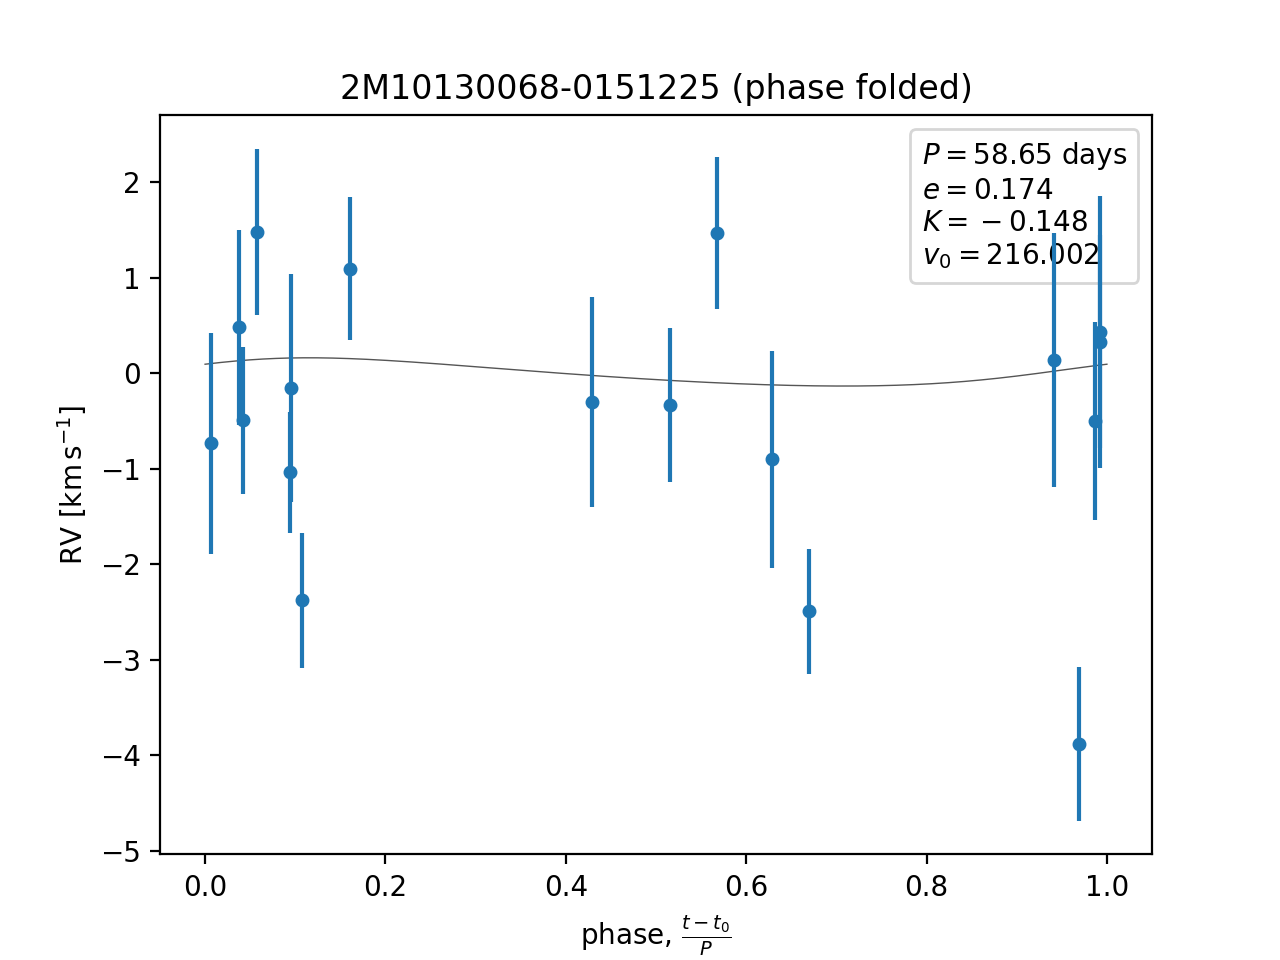 2M10130068-0151225 (phase folded)
P = 58.65 days
e = 0.174
K = −0.148
v₀ = 216.002
RV [km s⁻¹]
2
1
0
−1
−2
−3
−4
−5
0.0 0.2 0.4 0.6 0.8 1.0
phase, (t − t₀)/P